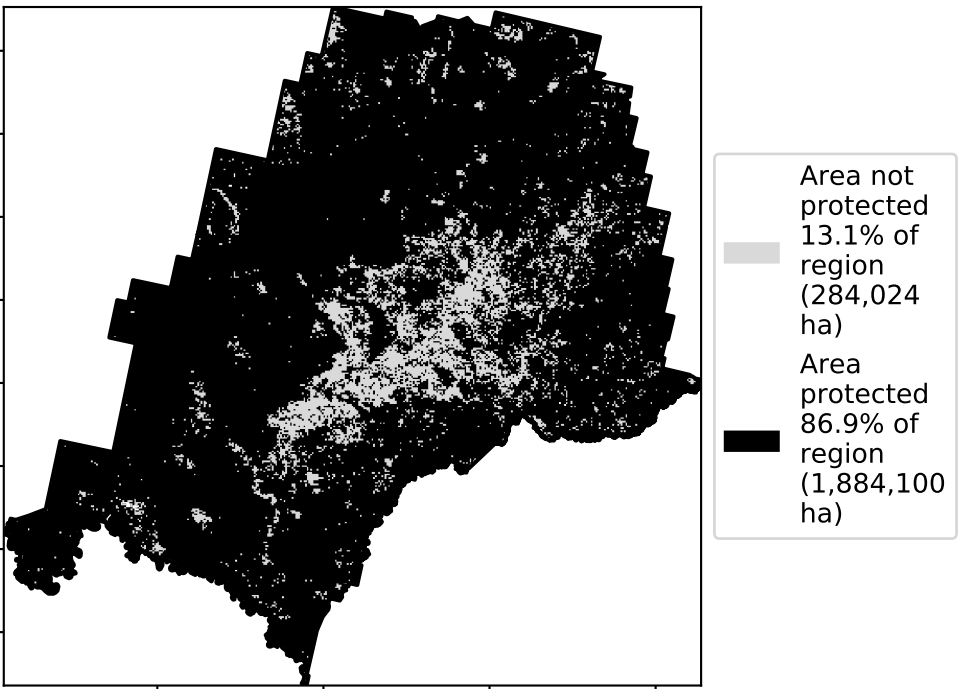 Area not
protected
13.1% of
region
(284,024
ha)
Area
protected
86.9% of
region
(1,884,100
ha)